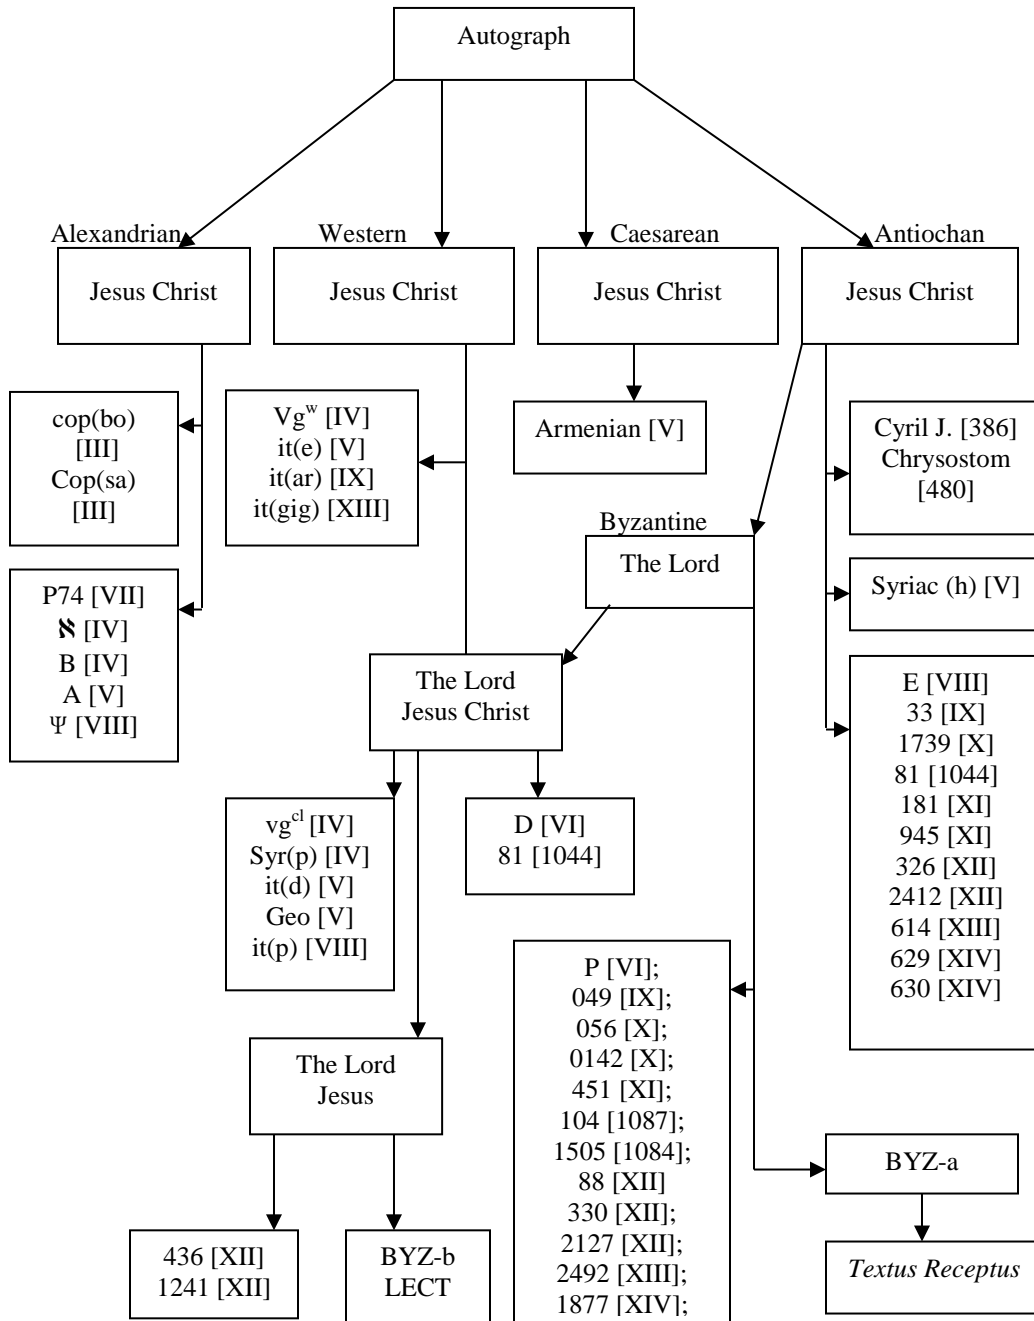 Autograph
Alexandrian
Western
Caesarean
Antiochan
Jesus Christ
Jesus Christ
Jesus Christ
Jesus Christ
cop(bo)
[III]
Cop(sa)
[III]
Vgʷ [IV]
it(e) [V]
it(ar) [IX]
it(gig) [XIII]
Armenian [V]
Cyril J. [386]
Chrysostom
[480]
Byzantine
The Lord
Syriac (h) [V]
P74 [VII]
ℵ [IV]
B [IV]
A [V]
Ψ [VIII]
The Lord
Jesus Christ
E [VIII]
33 [IX]
1739 [X]
81 [1044]
181 [XI]
945 [XI]
326 [XII]
2412 [XII]
614 [XIII]
629 [XIV]
630 [XIV]
vgᶜˡ [IV]
Syr(p) [IV]
it(d) [V]
Geo [V]
it(p) [VIII]
D [VI]
81 [1044]
P [VI];
049 [IX];
056 [X];
0142 [X];
451 [XI];
104 [1087];
1505 [1084];
88 [XII]
330 [XII];
2127 [XII];
2492 [XIII];
1877 [XIV];
The Lord
Jesus
BYZ-a
436 [XII]
1241 [XII]
BYZ-b
LECT
Textus Receptus